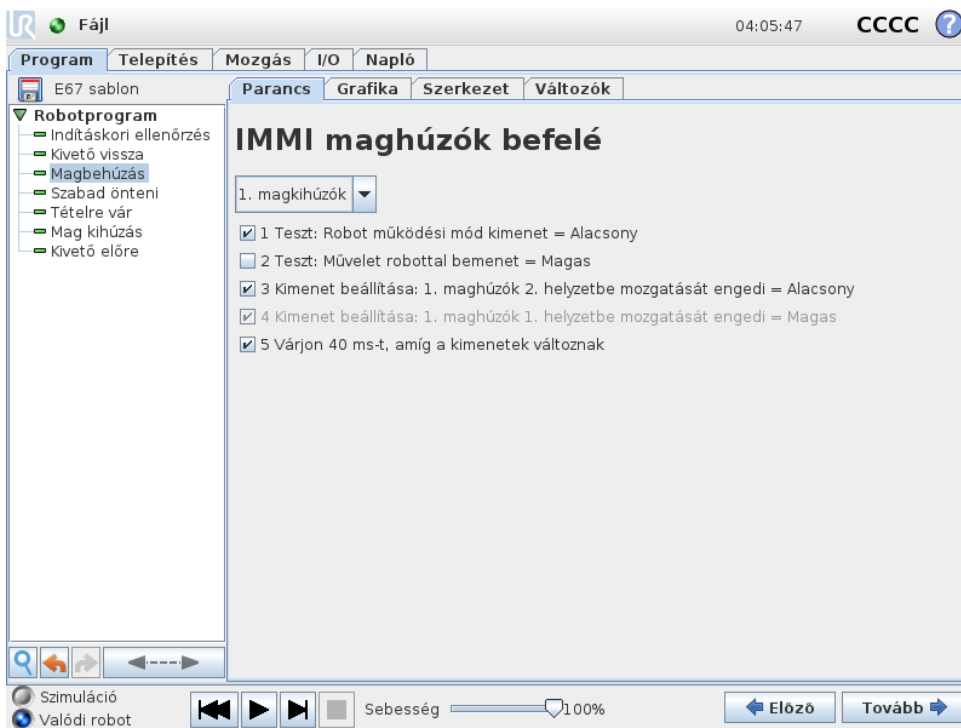 UR Fájl 04:05:47 CCCC ?
Program Telepítés Mozgás I/O Napló
E67 sablon
Parancs Grafika Szerkezet Változók
Robotprogram
Indításkori ellenőrzés
Kivető vissza
Magbehúzás
Szabad önteni
Tételre vár
Mag kihúzás
Kivető előre
IMMI maghúzók befelé
1. magkihúzók
1 Teszt: Robot működési mód kimenet = Alacsony
2 Teszt: Művelet robottal bemenet = Magas
3 Kimenet beállítása: 1. maghúzók 2. helyzetbe mozgatását engedi = Alacsony
4 Kimenet beállítása: 1. maghúzók 1. helyzetbe mozgatását engedi = Magas
5 Várjon 40 ms-t, amíg a kimenetek változnak
Szimuláció
Valódi robot
Sebesség 100%
Előző Tovább